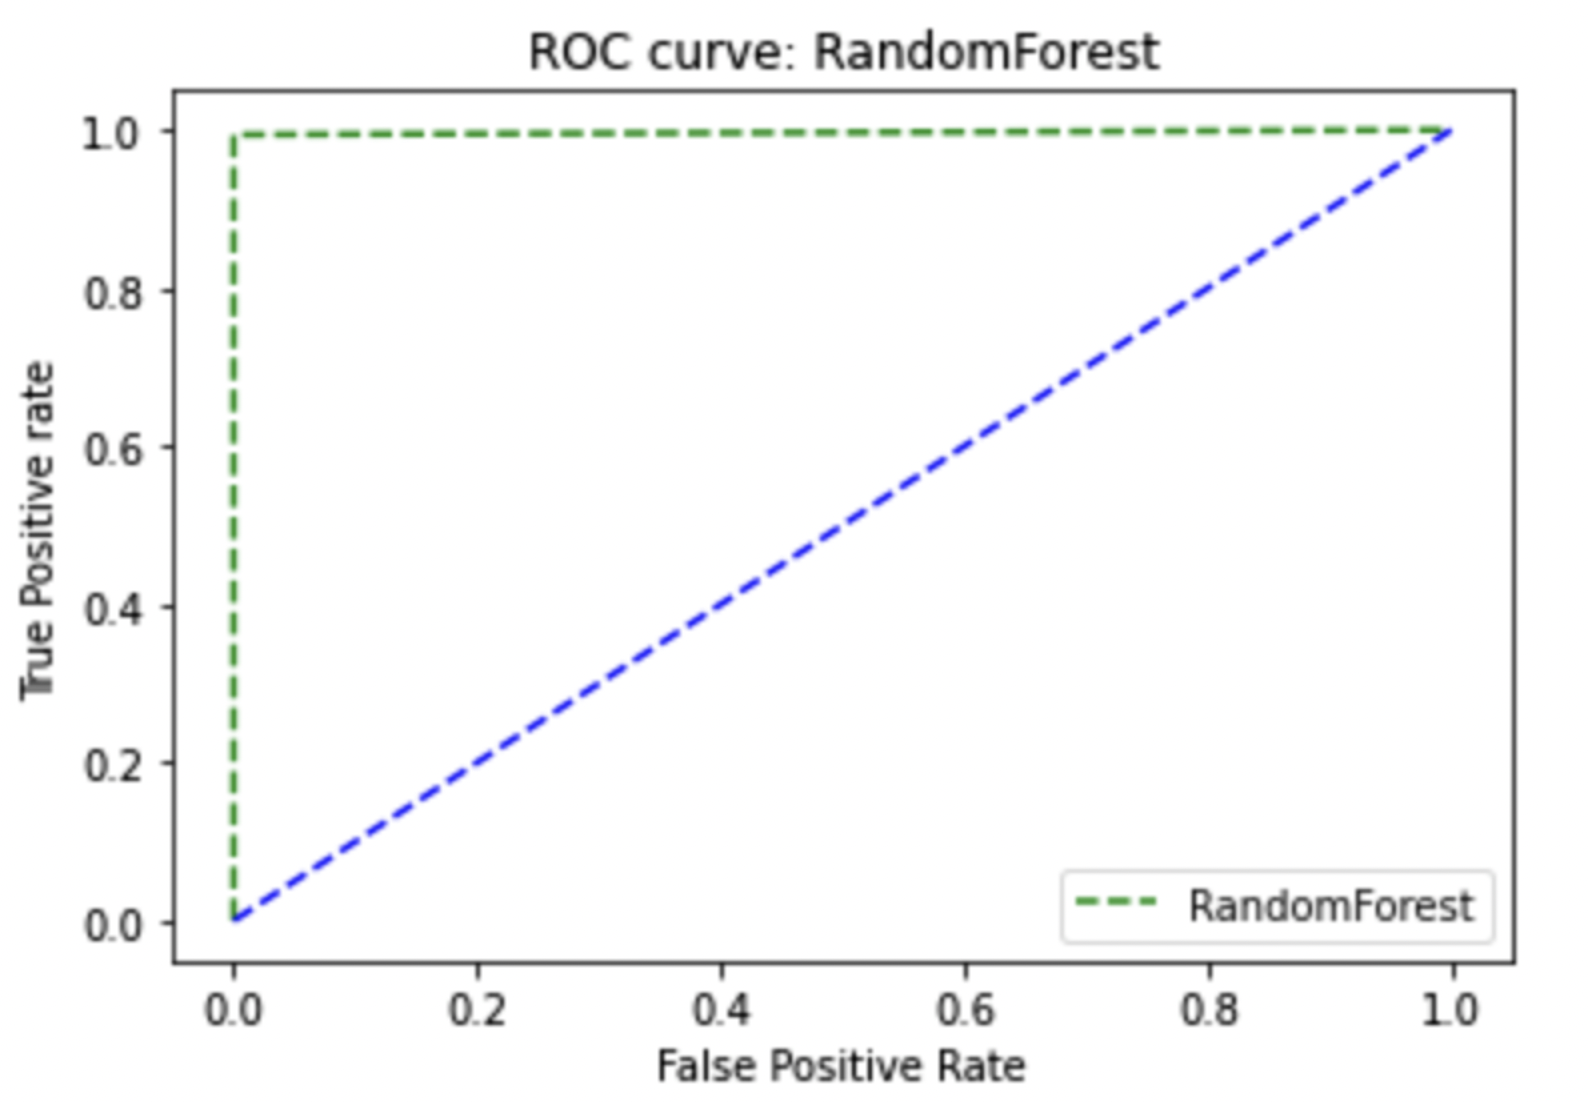 ROC curve: RandomForest
True Positive rate
1.0
0.8
0.6
0.4
0.2
0.0
RandomForest
0.0 0.2 0.4 0.6 0.8 1.0
False Positive Rate